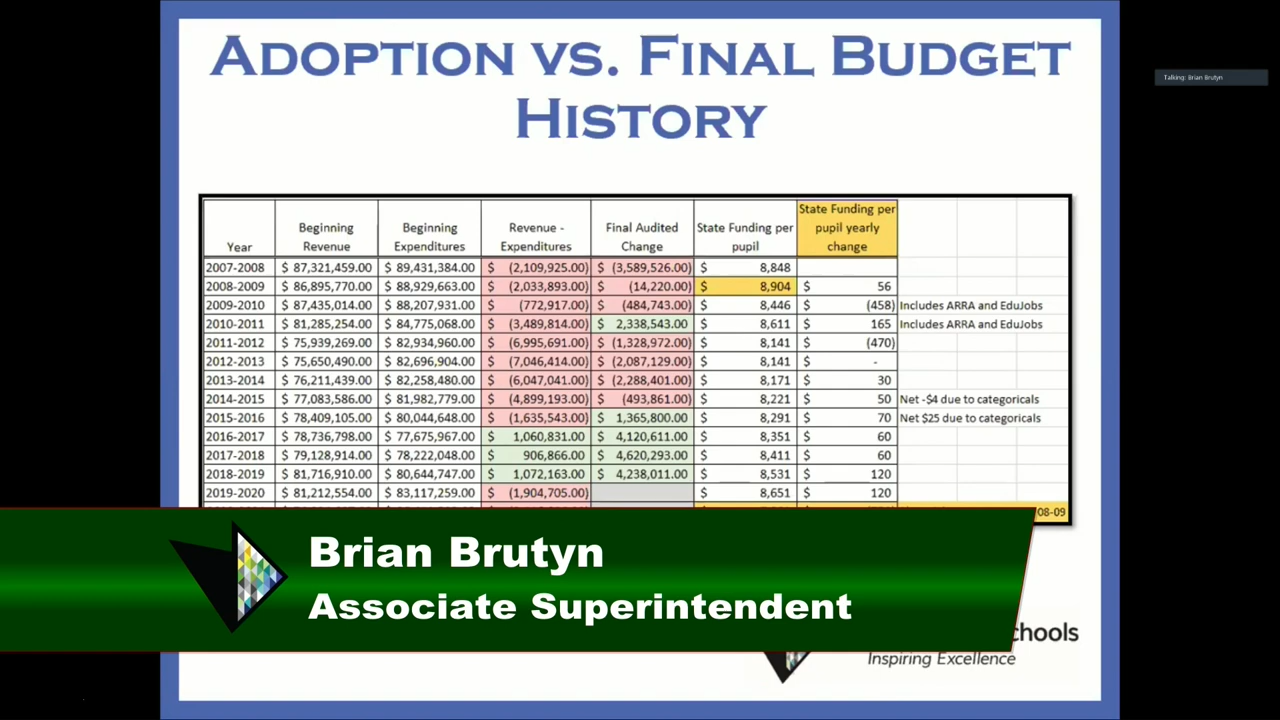 ADOPTION VS. FINAL BUDGET
HISTORY
Talking: Brian Brutyn
Year Beginning Revenue Beginning Expenditures Revenue - Expenditures Final Audited Change State Funding per pupil State Funding per pupil yearly change
2007-2008 $ 87,321,459.00 $ 89,431,384.00 $ (2,109,925.00) $ (3,589,526.00) $ 8,848
2008-2009 $ 86,895,770.00 $ 88,929,663.00 $ (2,033,893.00) $ (14,220.00) $ 8,904 $ 56
2009-2010 $ 87,435,014.00 $ 88,207,931.00 $ (772,917.00) $ (484,743.00) $ 8,446 $ (458) Includes ARRA and EduJobs
2010-2011 $ 81,285,254.00 $ 84,775,068.00 $ (3,489,814.00) $ 2,338,543.00 $ 8,611 $ 165 Includes ARRA and EduJobs
2011-2012 $ 75,939,269.00 $ 82,934,960.00 $ (6,995,691.00) $ (1,328,972.00) $ 8,141 $ (470)
2012-2013 $ 75,650,490.00 $ 82,696,904.00 $ (7,046,414.00) $ (2,087,129.00) $ 8,141 $ -
2013-2014 $ 76,211,439.00 $ 82,258,480.00 $ (6,047,041.00) $ (2,288,401.00) $ 8,171 $ 30
2014-2015 $ 77,083,586.00 $ 81,982,779.00 $ (4,899,193.00) $ (493,861.00) $ 8,221 $ 50 Net -$4 due to categoricals
2015-2016 $ 78,409,105.00 $ 80,044,648.00 $ (1,635,543.00) $ 1,365,800.00 $ 8,291 $ 70 Net $25 due to categoricals
2016-2017 $ 78,736,798.00 $ 77,675,967.00 $ 1,060,831.00 $ 4,120,611.00 $ 8,351 $ 60
2017-2018 $ 79,128,914.00 $ 78,222,048.00 $ 906,866.00 $ 4,620,293.00 $ 8,411 $ 60
2018-2019 $ 81,716,910.00 $ 80,644,747.00 $ 1,072,163.00 $ 4,238,011.00 $ 8,531 $ 120
2019-2020 $ 81,212,554.00 $ 83,117,259.00 $ (1,904,705.00) $ 8,651 $ 120
08-09
Brian Brutyn
Associate Superintendent
chools
Inspiring Excellence